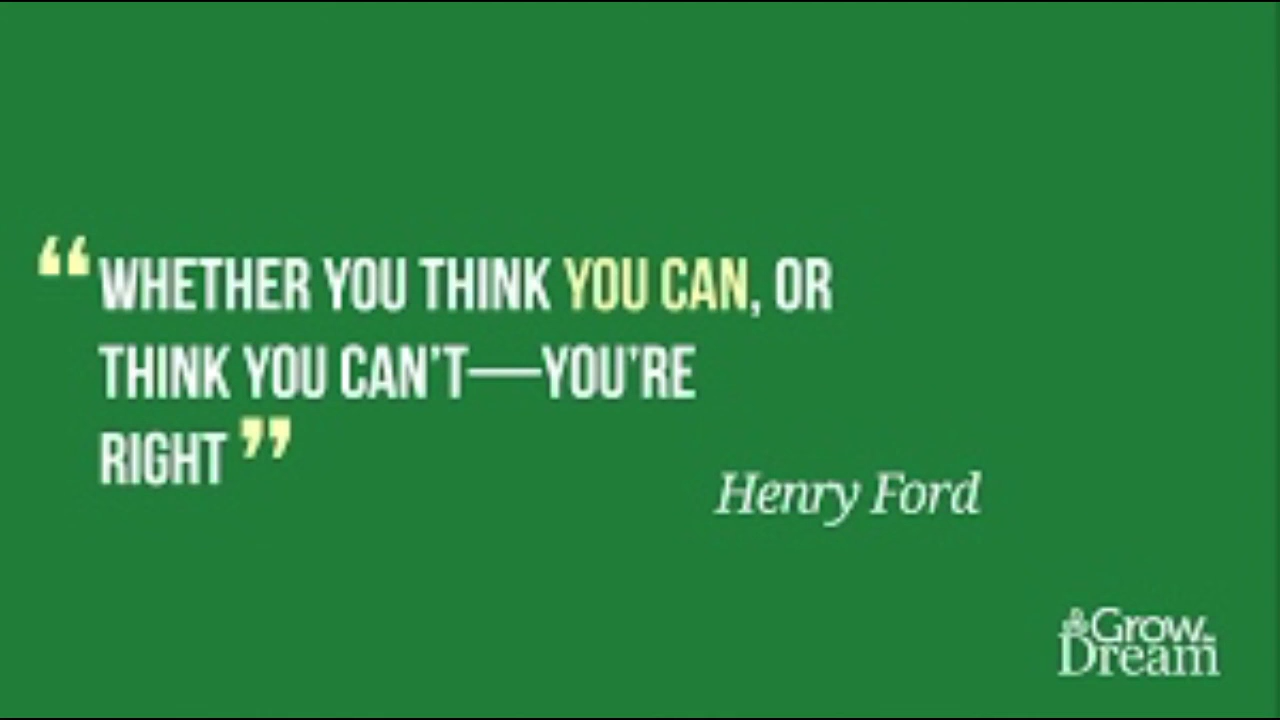 “WHETHER YOU THINK YOU CAN, OR
THINK YOU CAN’T—YOU’RE
RIGHT”
Henry Ford
Grow
Dream